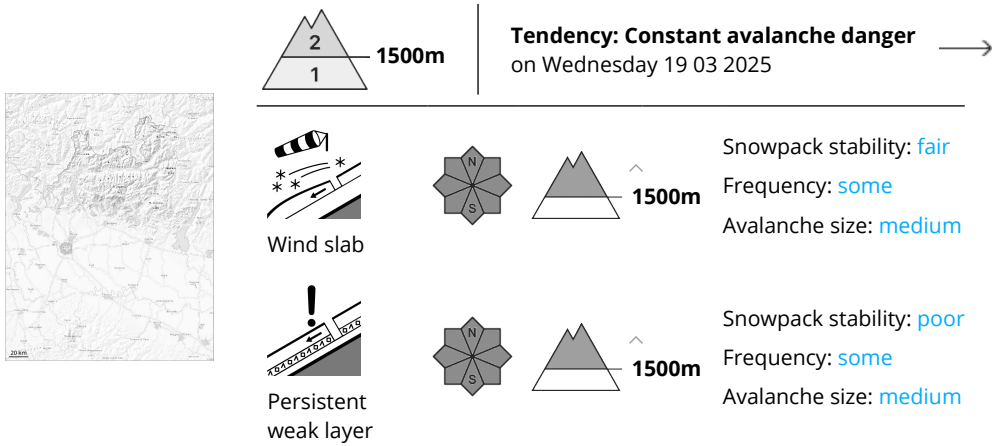 2
1500m
1
Tendency: Constant avalanche danger
on Wednesday 19 03 2025
20 km
Wind slab
N
S
1500m
Snowpack stability: fair
Frequency: some
Avalanche size: medium
Persistent
weak layer
N
S
1500m
Snowpack stability: poor
Frequency: some
Avalanche size: medium